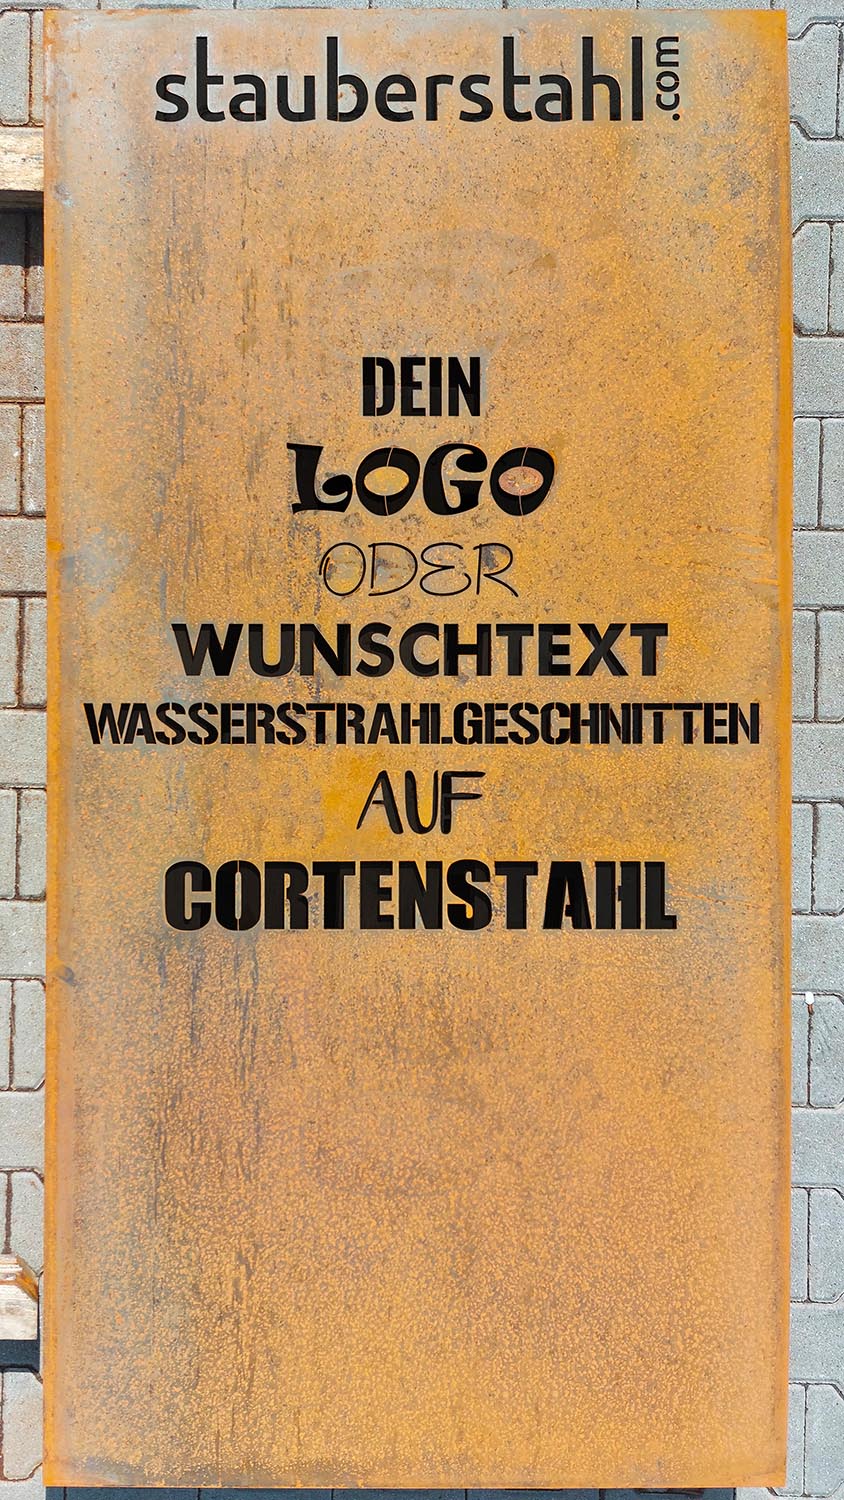 stauberstahl.com
DEIN
LOGO
ODER
WUNSCHTEXT
WASSERSTRAHLGESCHNITTEN
AUF
CORTENSTAHL